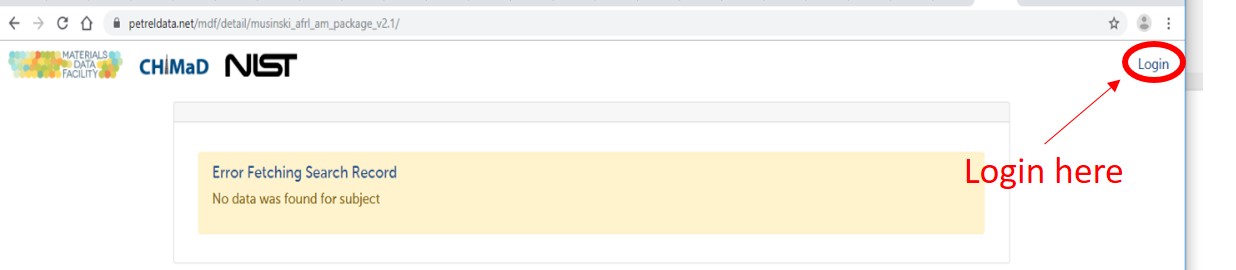 petreldata.net/mdf/detail/musinski_afrl_am_package_v2.1/
MATERIALS
DATA
FACILITY
CHiMaD
NIST
Login
Error Fetching Search Record
No data was found for subject
Login here